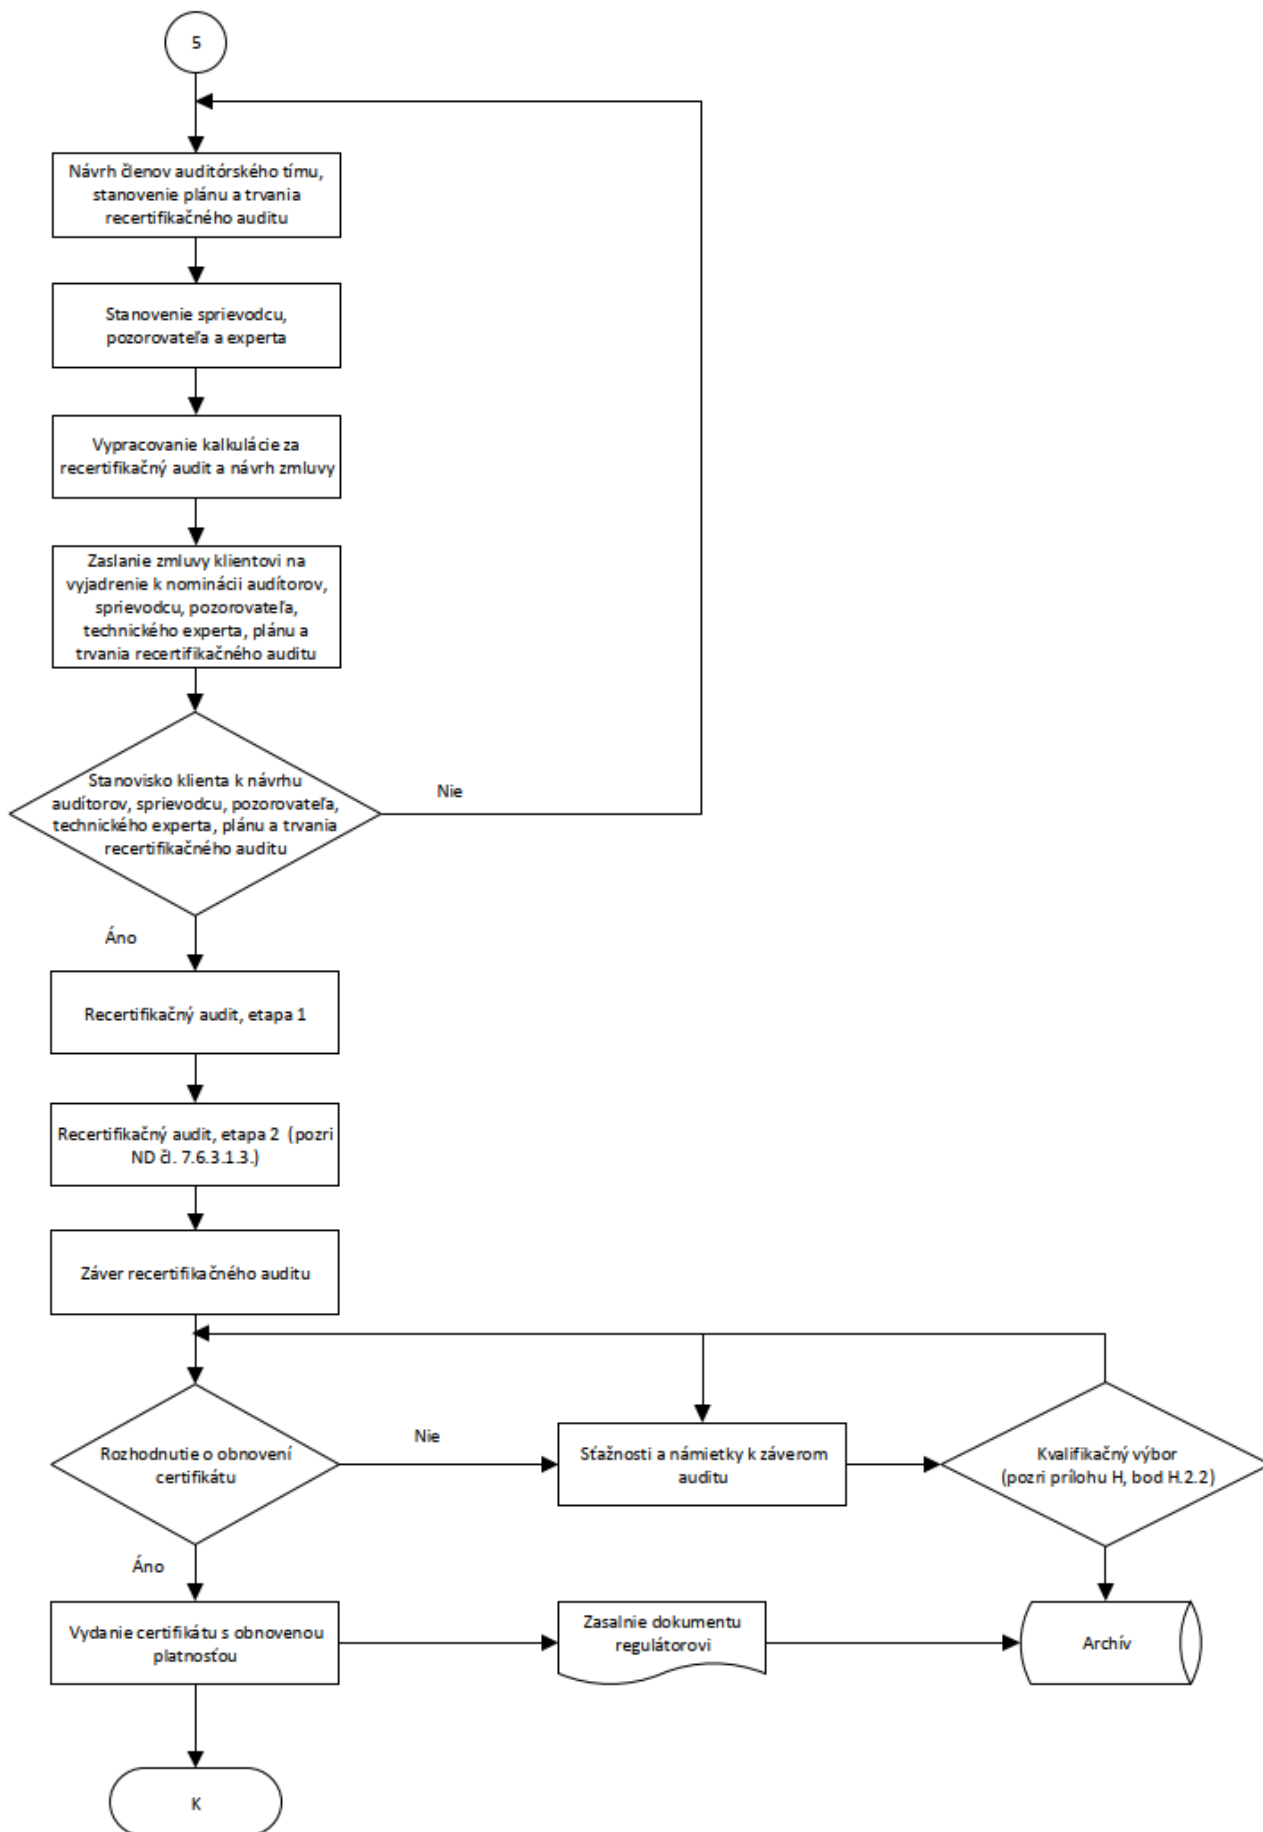 5
Návrh členov auditórského tímu,
stanovenie plánu a trvania
recertifikačného auditu
Stanovenie sprievodcu,
pozorovateľa a experta
Vypracovanie kalkulácie za
recertifikačný audit a návrh zmluvy
Zaslanie zmluvy klientovi na
vyjadrenie k nominácii audítorov,
sprievodcu, pozorovateľa,
technického experta, plánu a
trvania recertifikačného auditu
Stanovisko klienta k návrhu
audítorov, sprievodcu, pozorovateľa,
technického experta, plánu a trvania
recertifikačného auditu
Nie
Áno
Recertifikačný audit, etapa 1
Recertifikačný audit, etapa 2 (pozri
ND čl. 7.6.3.1.3.)
Záver recertifikačného auditu
Rozhodnutie o obnovení
certifikátu
Nie
Sťažnosti a námietky k záverom
auditu
Kvalifikačný výbor
(pozri prílohu H, bod H.2.2)
Áno
Vydanie certifikátu s obnovenou
platnosťou
Zasalnie dokumentu
regulátorovi
Archív
K